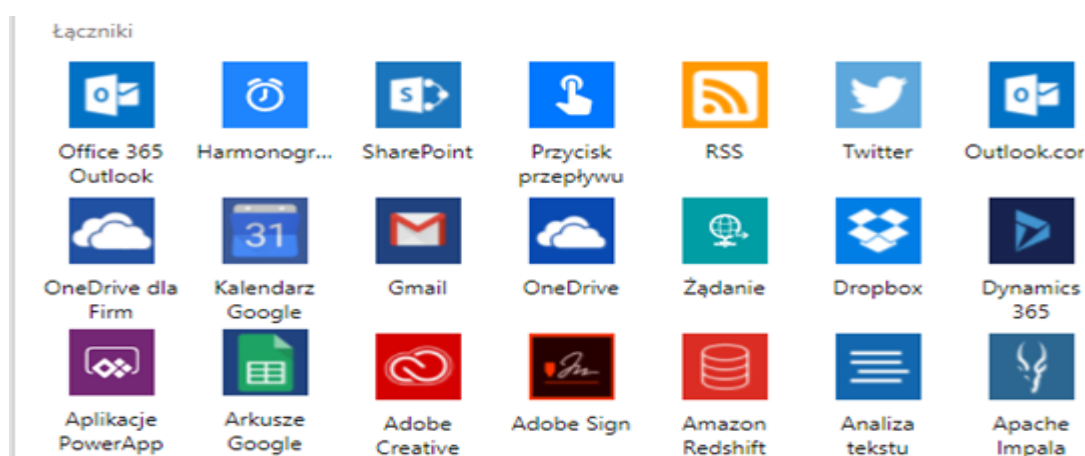 Łączniki
Office 365 Outlook
Harmonogr...
SharePoint
Przycisk przepływu
RSS
Twitter
Outlook.cor
OneDrive dla Firm
31
Kalendarz Google
Gmail
OneDrive
Żądanie
Dropbox
Dynamics 365
Aplikacje PowerApp
Arkusze Google
Adobe Creative
Adobe Sign
Amazon Redshift
Analiza tekstu
Apache Impala